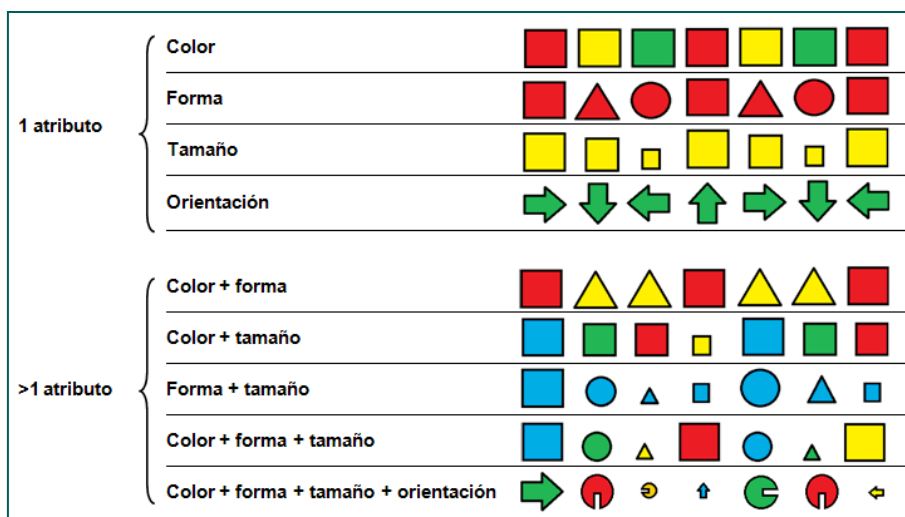 Color
Forma
1 atributo
Tamaño
Orientación
Color + forma
Color + tamaño
>1 atributo
Forma + tamaño
Color + forma + tamaño
Color + forma + tamaño + orientación